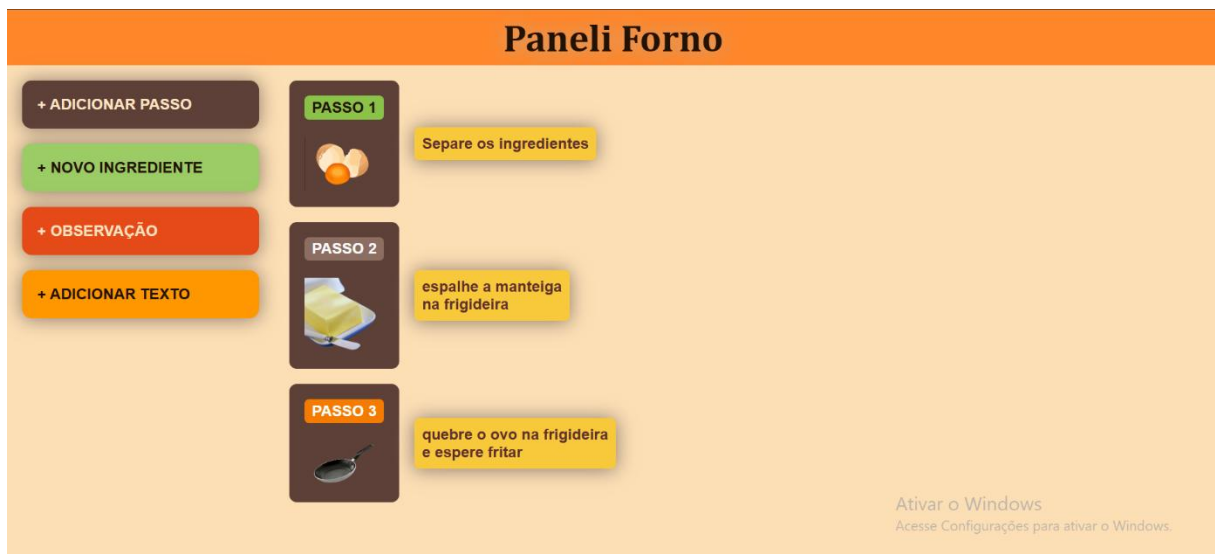 Paneli Forno
+ ADICIONAR PASSO
+ NOVO INGREDIENTE
+ OBSERVAÇÃO
+ ADICIONAR TEXTO
PASSO 1
Separe os ingredientes
PASSO 2
espalhe a manteiga
na frigideira
PASSO 3
quebre o ovo na frigideira
e espere fritar
Ativar o Windows
Acesse Configurações para ativar o Windows.